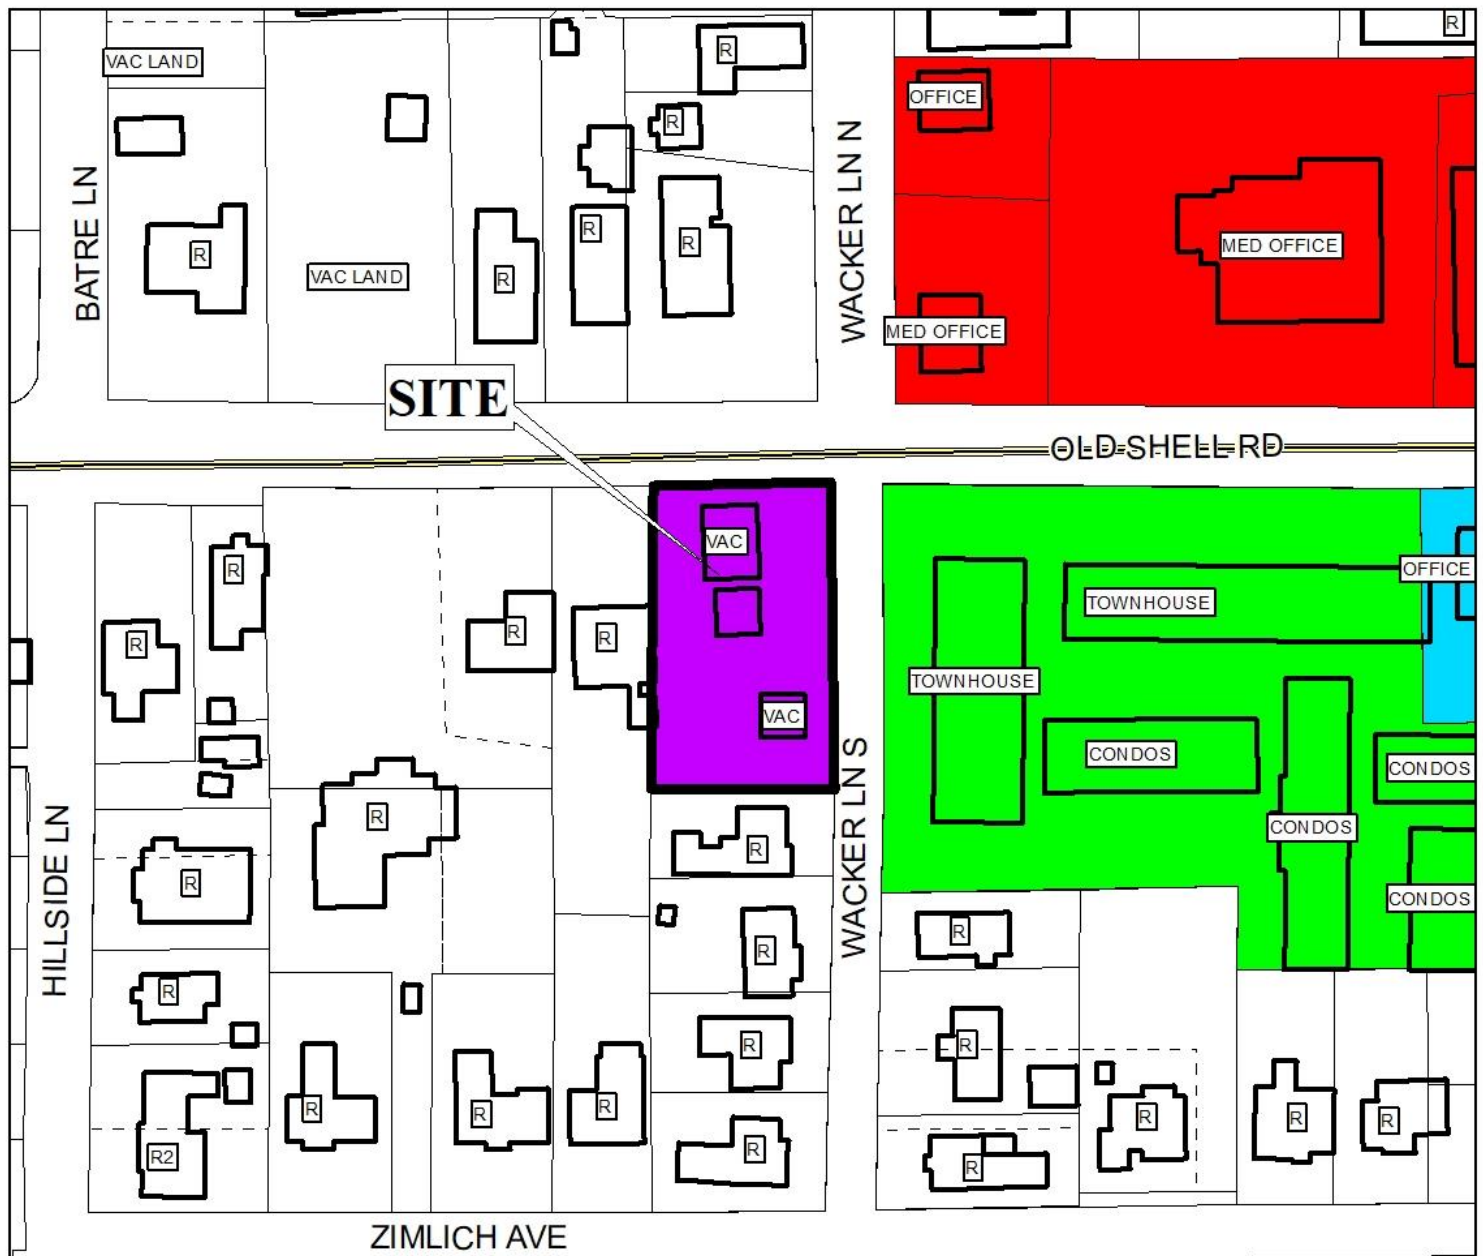 R
R
VAC LAND
OFFICE
R
BATRE LN
WACKER LN N
R
R
R
MED OFFICE
VAC LAND
R
MED OFFICE
SITE
OLD SHELL RD
VAC
R
OFFICE
TOWNHOUSE
R
R
R
TOWNHOUSE
VAC
CONDOS
CONDOS
R
CONDOS
WACKER LN S
R
HILLSIDE LN
R
CONDOS
R
R
R
R
R
R
R
R
R
R
R
R
R
R2
R
ZIMLICH AVE